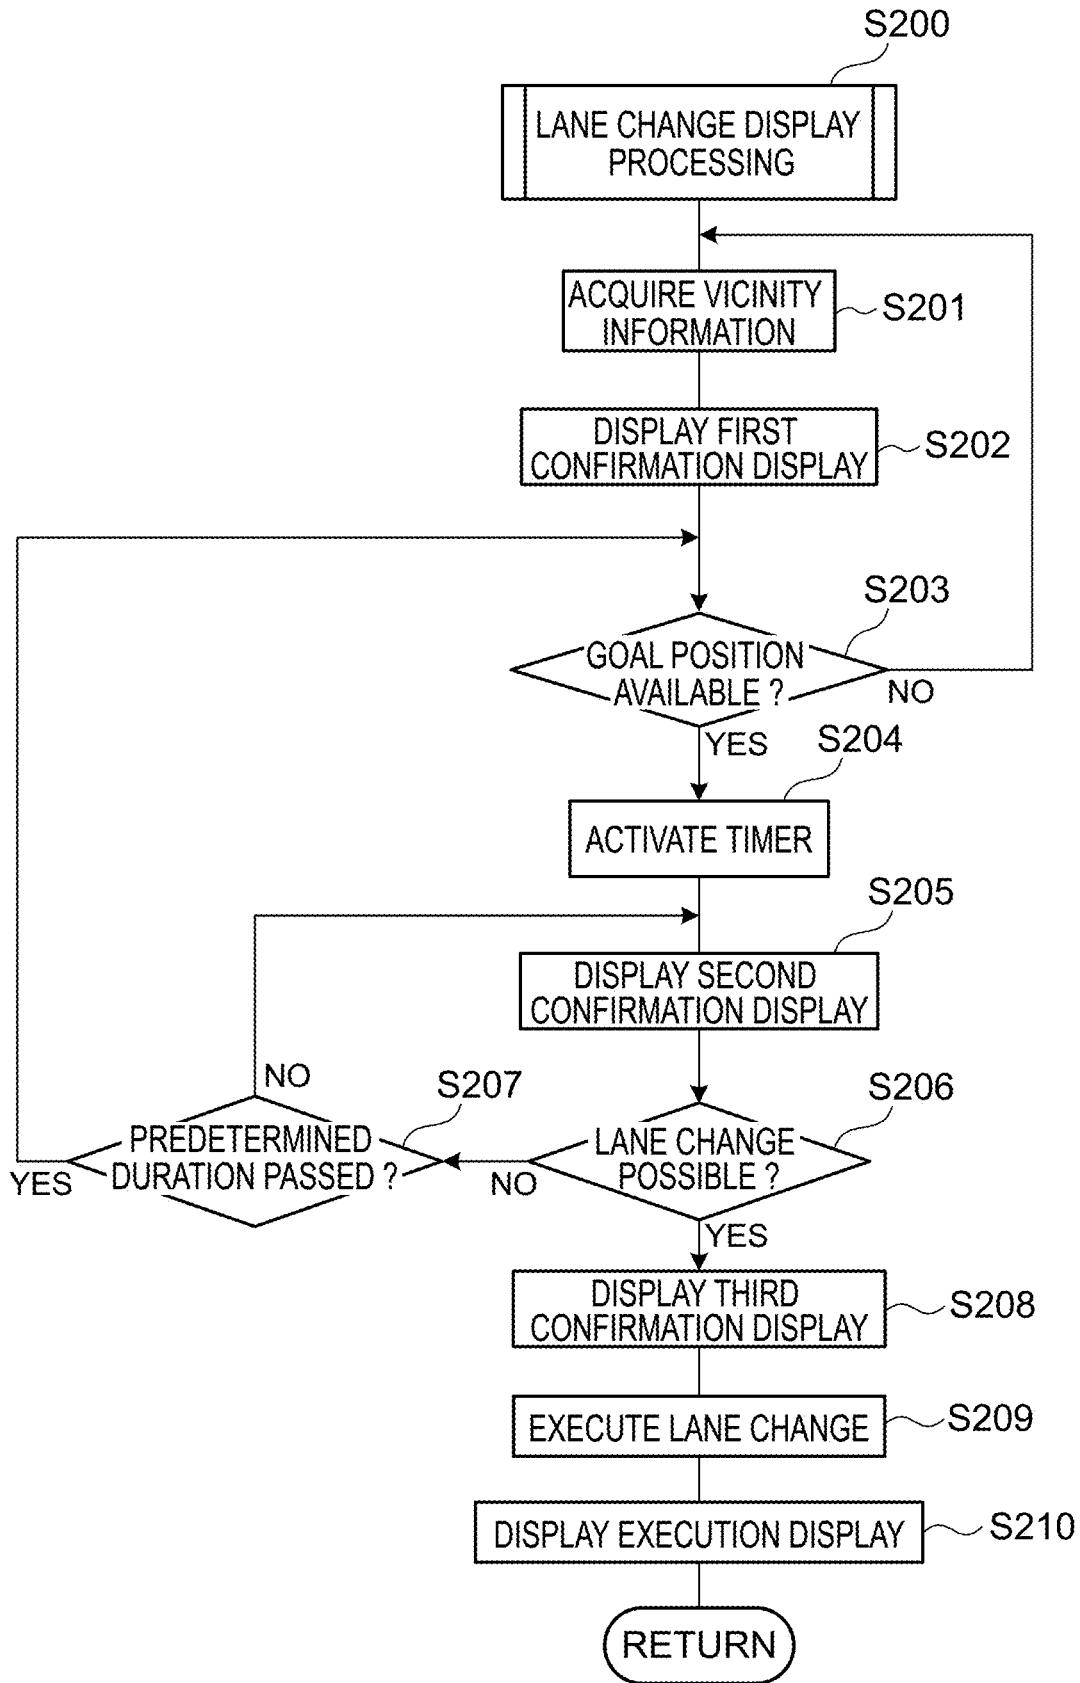 S200
LANE CHANGE DISPLAY
PROCESSING
ACQUIRE VICINITY
INFORMATION
S201
DISPLAY FIRST
CONFIRMATION DISPLAY
S202
S203
GOAL POSITION
AVAILABLE ?
NO
YES
S204
ACTIVATE TIMER
S205
DISPLAY SECOND
CONFIRMATION DISPLAY
NO
S207
S206
PREDETERMINED
DURATION PASSED ?
YES
LANE CHANGE
POSSIBLE ?
NO
YES
DISPLAY THIRD
CONFIRMATION DISPLAY
S208
EXECUTE LANE CHANGE
S209
DISPLAY EXECUTION DISPLAY
S210
RETURN